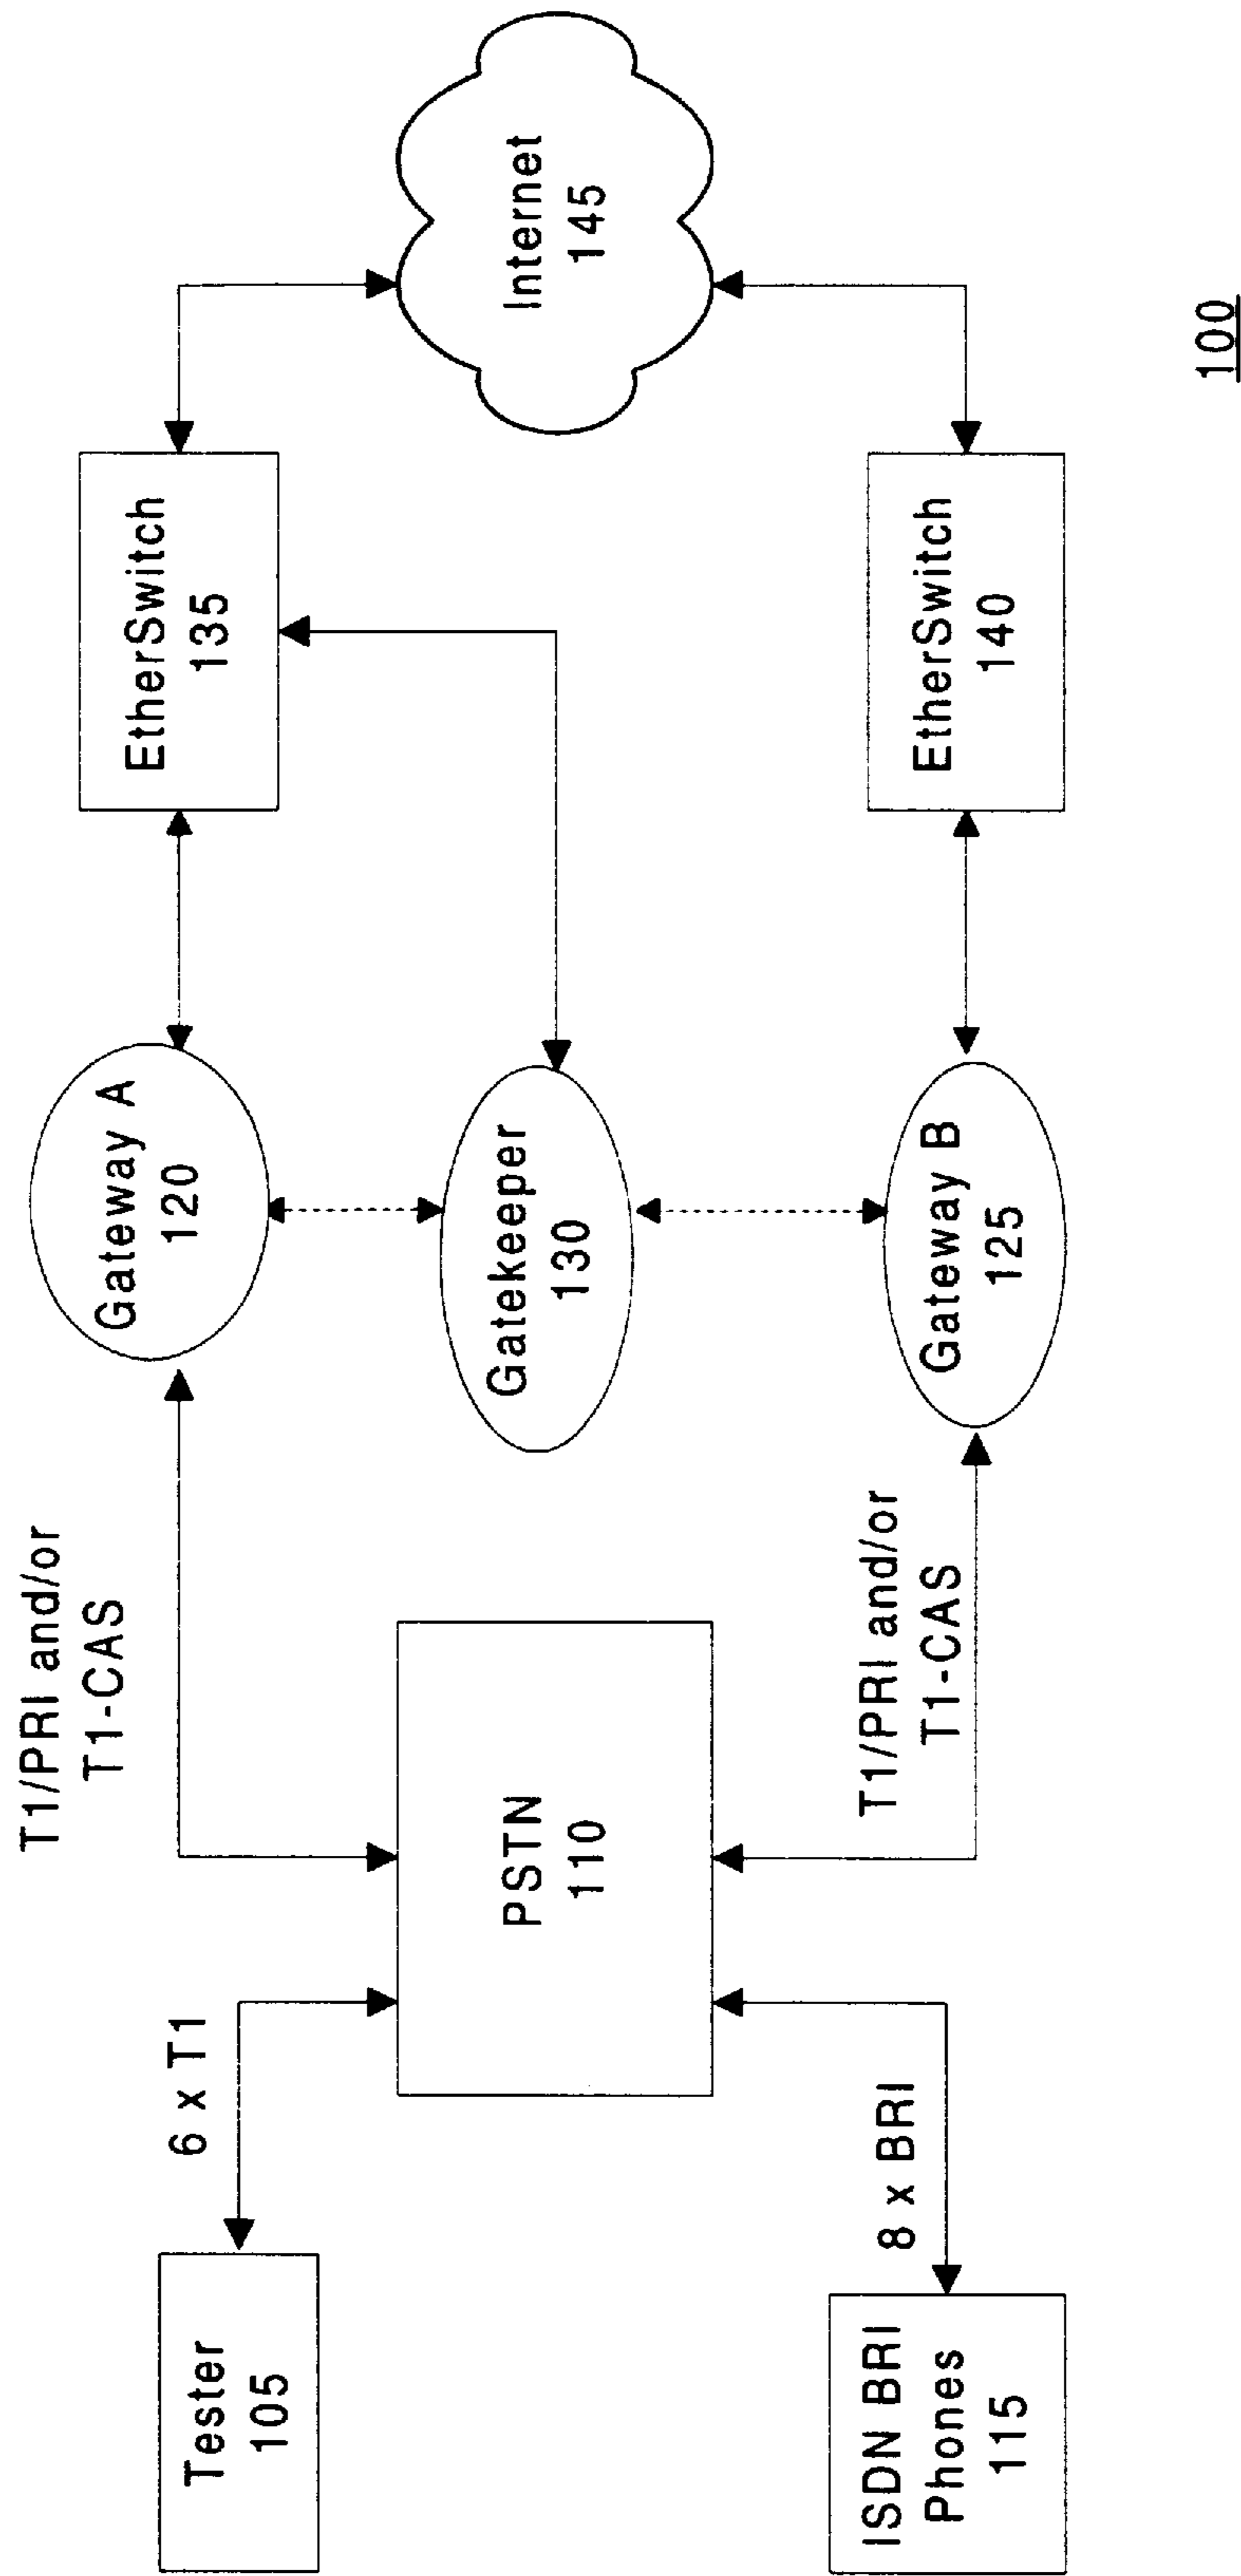 Tester
105
6 x T1
ISDN BRI
Phones
115
8 x BRI
PSTN
110
T1/PRI and/or
T1-CAS
T1/PRI and/or
T1-CAS
Gateway A
120
Gatekeeper
130
Gateway B
125
EtherSwitch
135
EtherSwitch
140
Internet
145
100